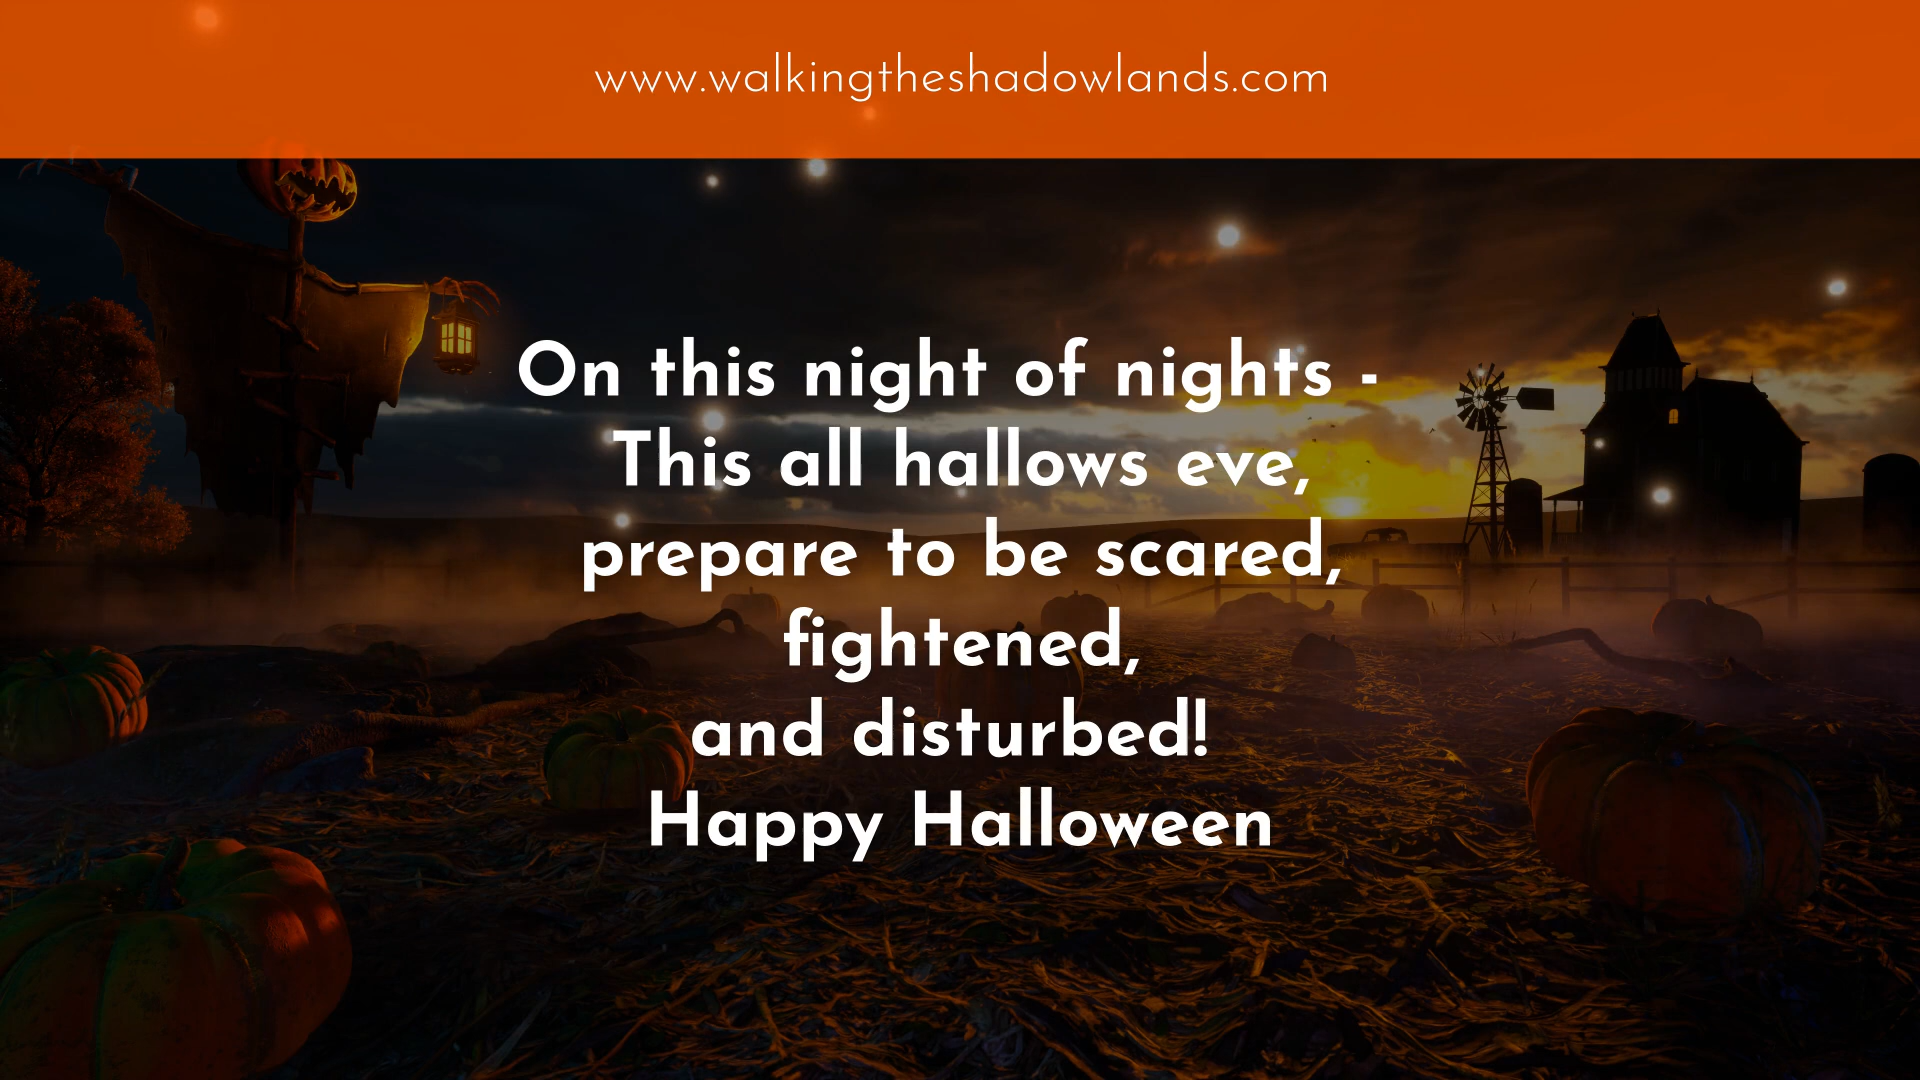 www.walkingtheshadowlands.com
On this night of nights -
This all hallows eve,
prepare to be scared,
fightened,
and disturbed!
Happy Halloween